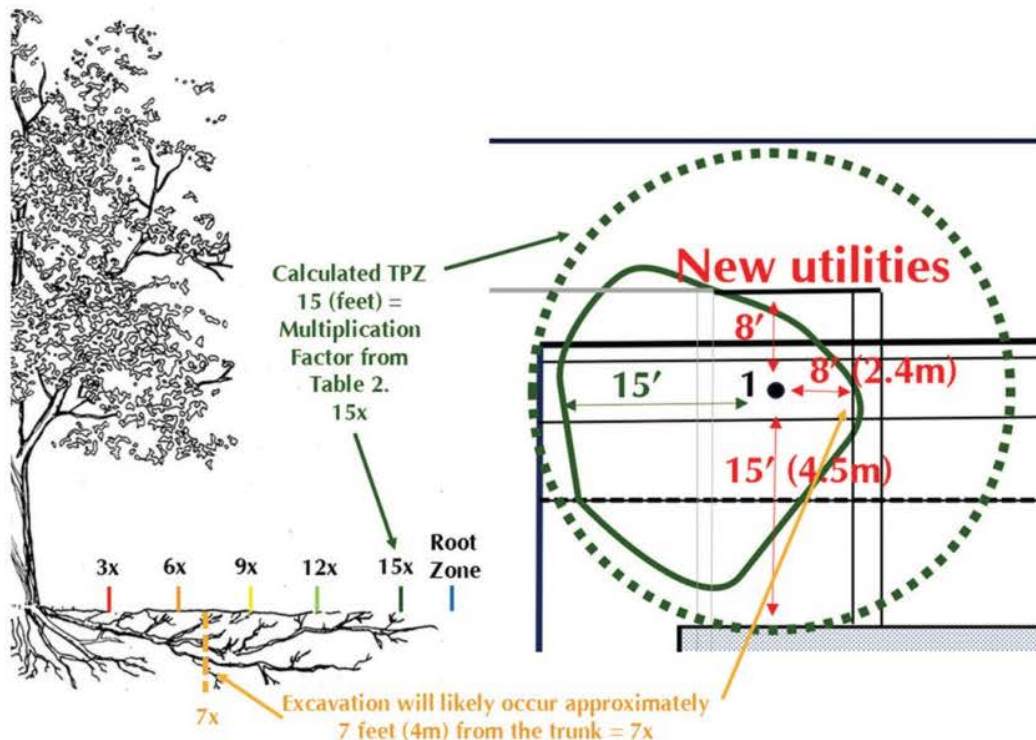 Calculated TPZ
15 (feet) =
Multiplication
Factor from
Table 2.
15x
New utilities
8′
15′
1
8′ (2.4m)
15′ (4.5m)
3x
6x
9x
12x
15x
Root
Zone
7x
Excavation will likely occur approximately
7 feet (4m) from the trunk = 7x